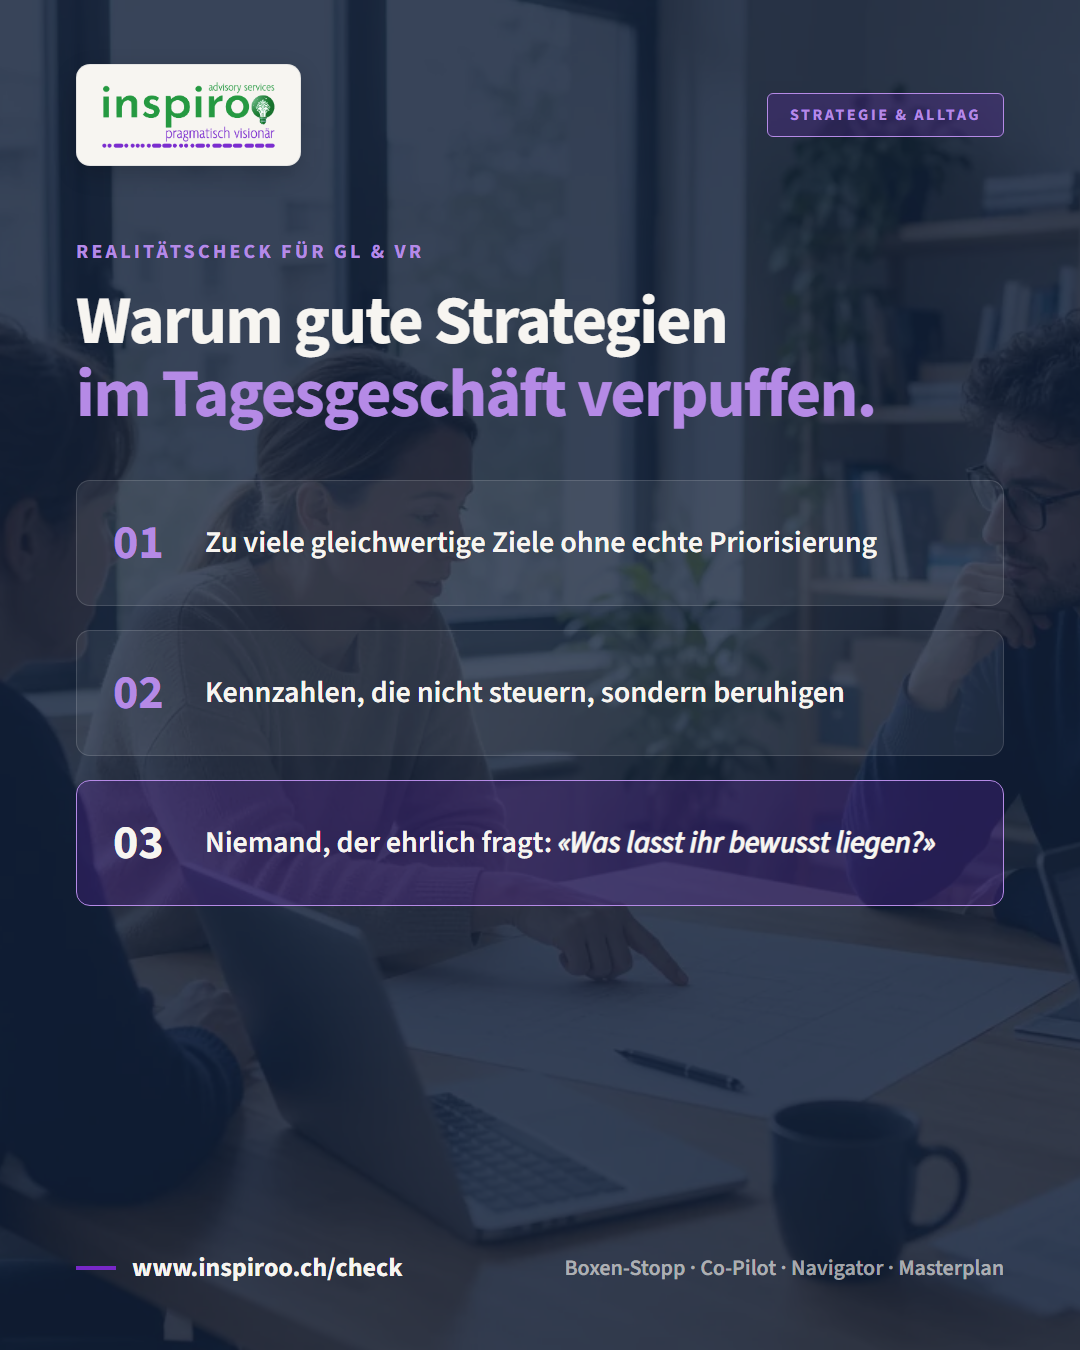 advisory services
inspiroo
pragmatisch visionär
STRATEGIE & ALLTAG
REALITÄTSCHECK FÜR GL & VR
Warum gute Strategien
im Tagesgeschäft verpuffen.
01 Zu viele gleichwertige Ziele ohne echte Priorisierung
02 Kennzahlen, die nicht steuern, sondern beruhigen
03 Niemand, der ehrlich fragt: «Was lasst ihr bewusst liegen?»
www.inspiroo.ch/check
Boxen-Stopp · Co-Pilot · Navigator · Masterplan